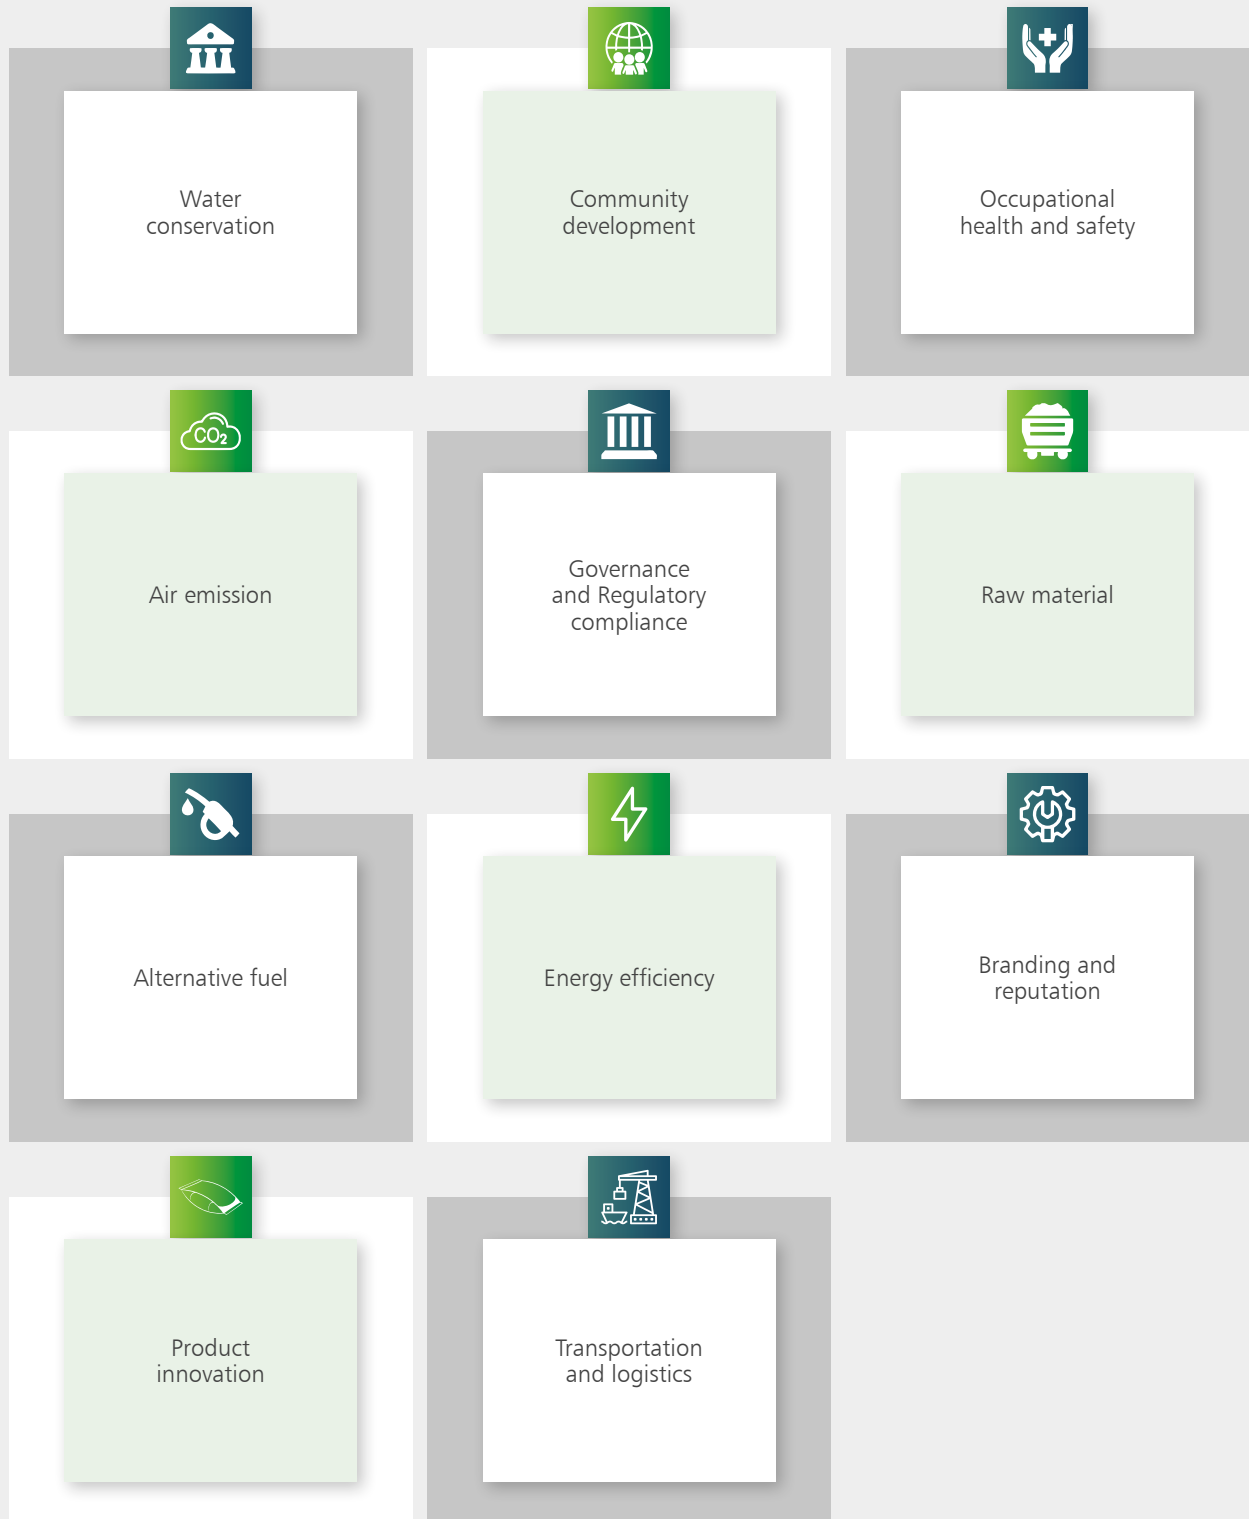 Water
conservation
Community
development
Occupational
health and safety
CO2
Air emission
Governance
and Regulatory
compliance
Raw material
Alternative fuel
Energy efficiency
Branding and
reputation
Product
innovation
Transportation
and logistics